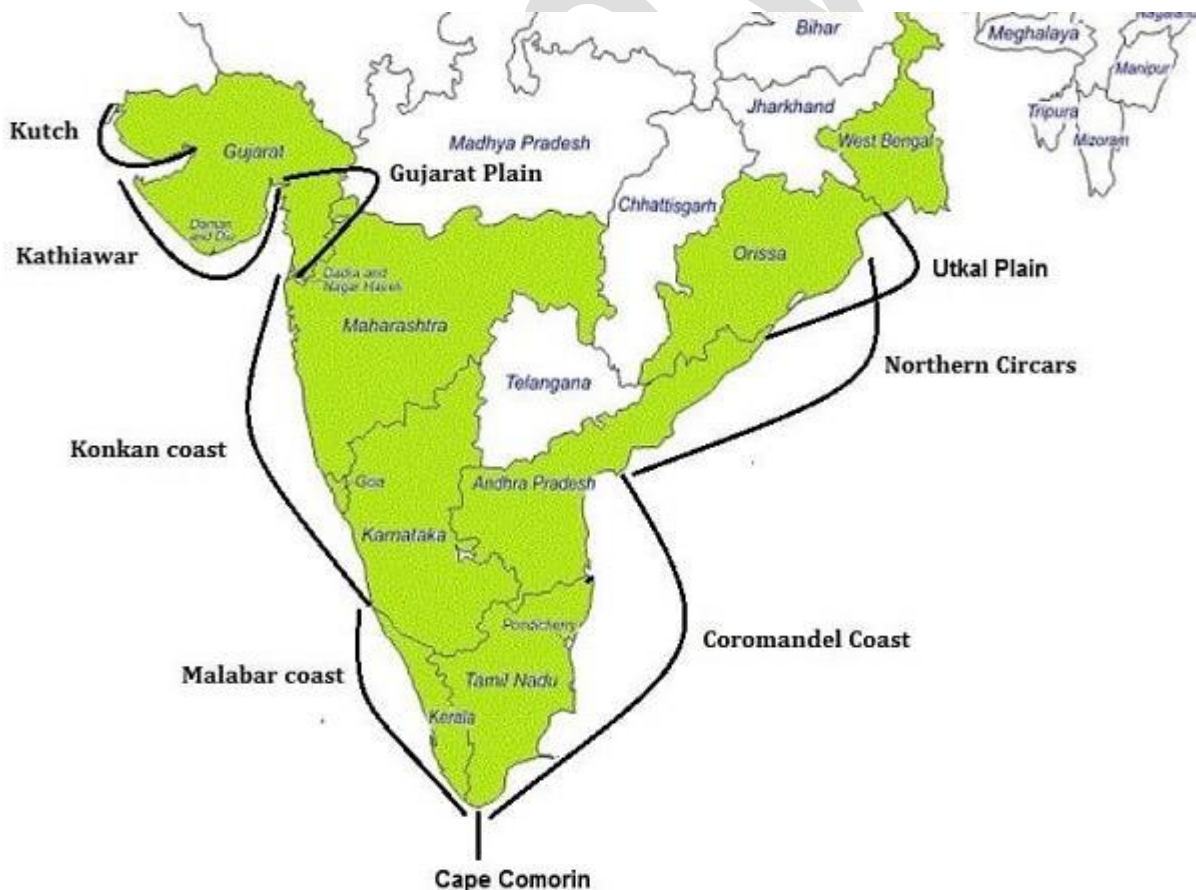 Bihar
Meghalaya
Nagaland
Manipur
Jharkhand
Tripura
Mizoram
Kutch
Gujarat
Madhya Pradesh
West Bengal
Gujarat Plain
Chhattisgarh
Daman
and Diu
Kathiawar
Orissa
Utkal Plain
Dadra and
Nagar Haveli
Maharashtra
Telangana
Northern Circars
Konkan coast
Goa
Andhra Pradesh
Karnataka
Pondicherry
Coromandel Coast
Malabar coast
Tamil Nadu
Kerala
Cape Comorin